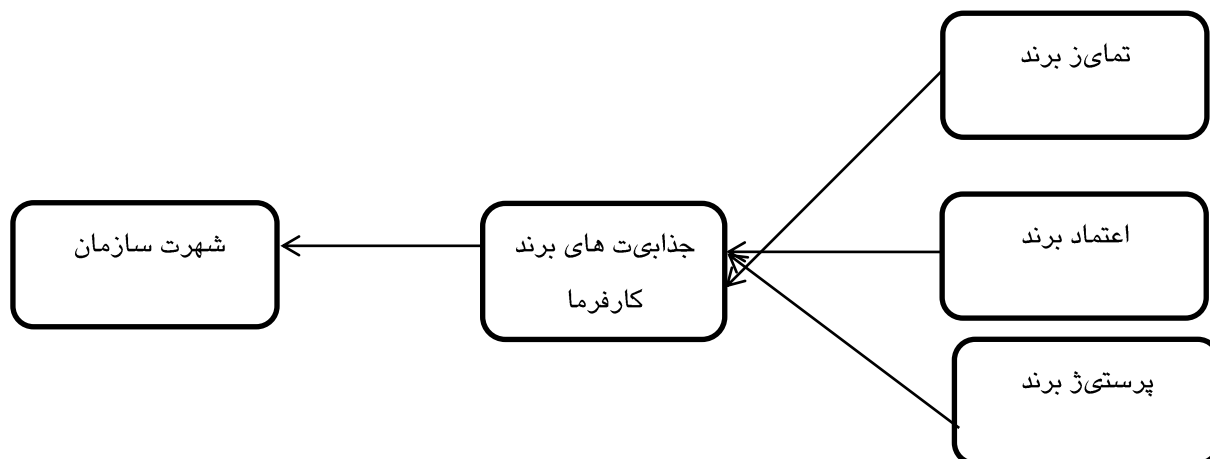 تمایز برند
اعتماد برند
پرستیژ برند
جذابیت های برند
کارفرما
شهرت سازمان